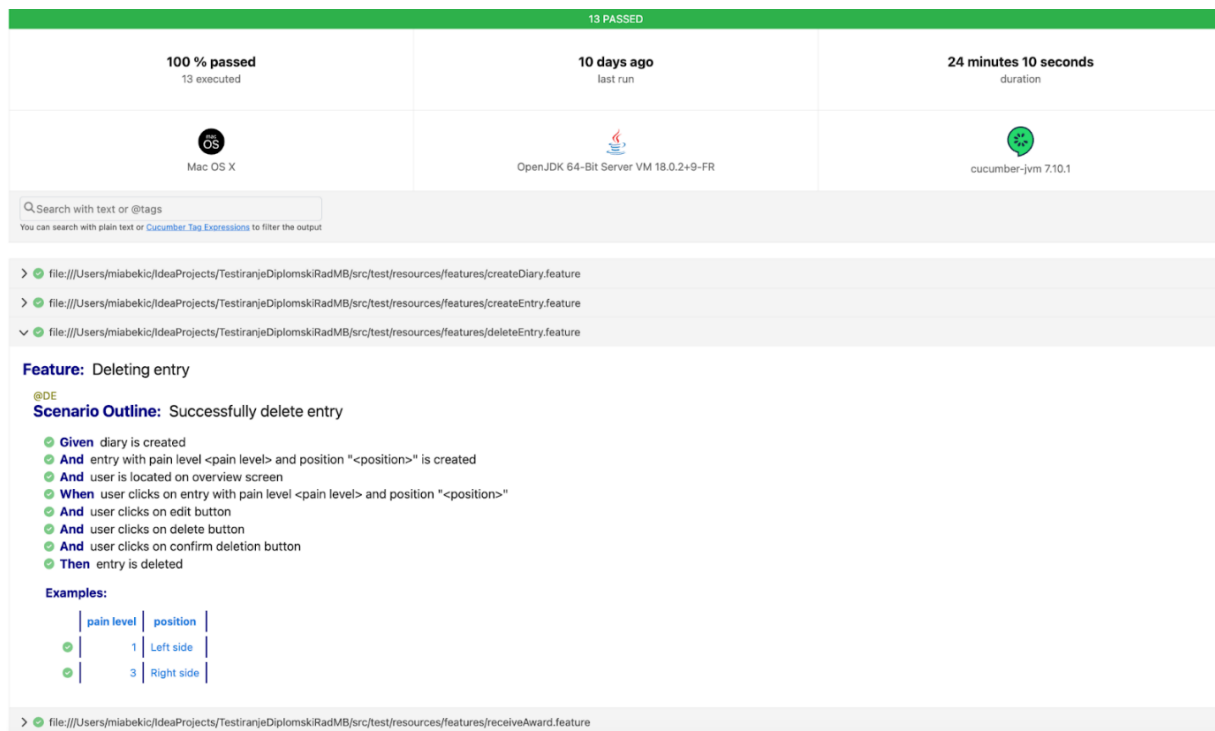 13 PASSED
100 % passed
13 executed
10 days ago
last run
24 minutes 10 seconds
duration
mac
OS
Mac OS X
Java
OpenJDK 64-Bit Server VM 18.0.2+9-FR
cucumber-jvm 7.10.1
Search with text or @tags
You can search with plain text or Cucumber Tag Expressions to filter the output
file:///Users/miabekic/IdeaProjects/TestiranjeDiplomskiRadMB/src/test/resources/features/createDiary.feature
file:///Users/miabekic/IdeaProjects/TestiranjeDiplomskiRadMB/src/test/resources/features/createEntry.feature
file:///Users/miabekic/IdeaProjects/TestiranjeDiplomskiRadMB/src/test/resources/features/deleteEntry.feature
Feature: Deleting entry
@DE
Scenario Outline: Successfully delete entry
Given diary is created
And entry with pain level <pain level> and position "<position>" is created
And user is located on overview screen
When user clicks on entry with pain level <pain level> and position "<position>"
And user clicks on edit button
And user clicks on delete button
And user clicks on confirm deletion button
Then entry is deleted
Examples:
pain level position
1 Left side
3 Right side
file:///Users/miabekic/IdeaProjects/TestiranjeDiplomskiRadMB/src/test/resources/features/receiveAward.feature